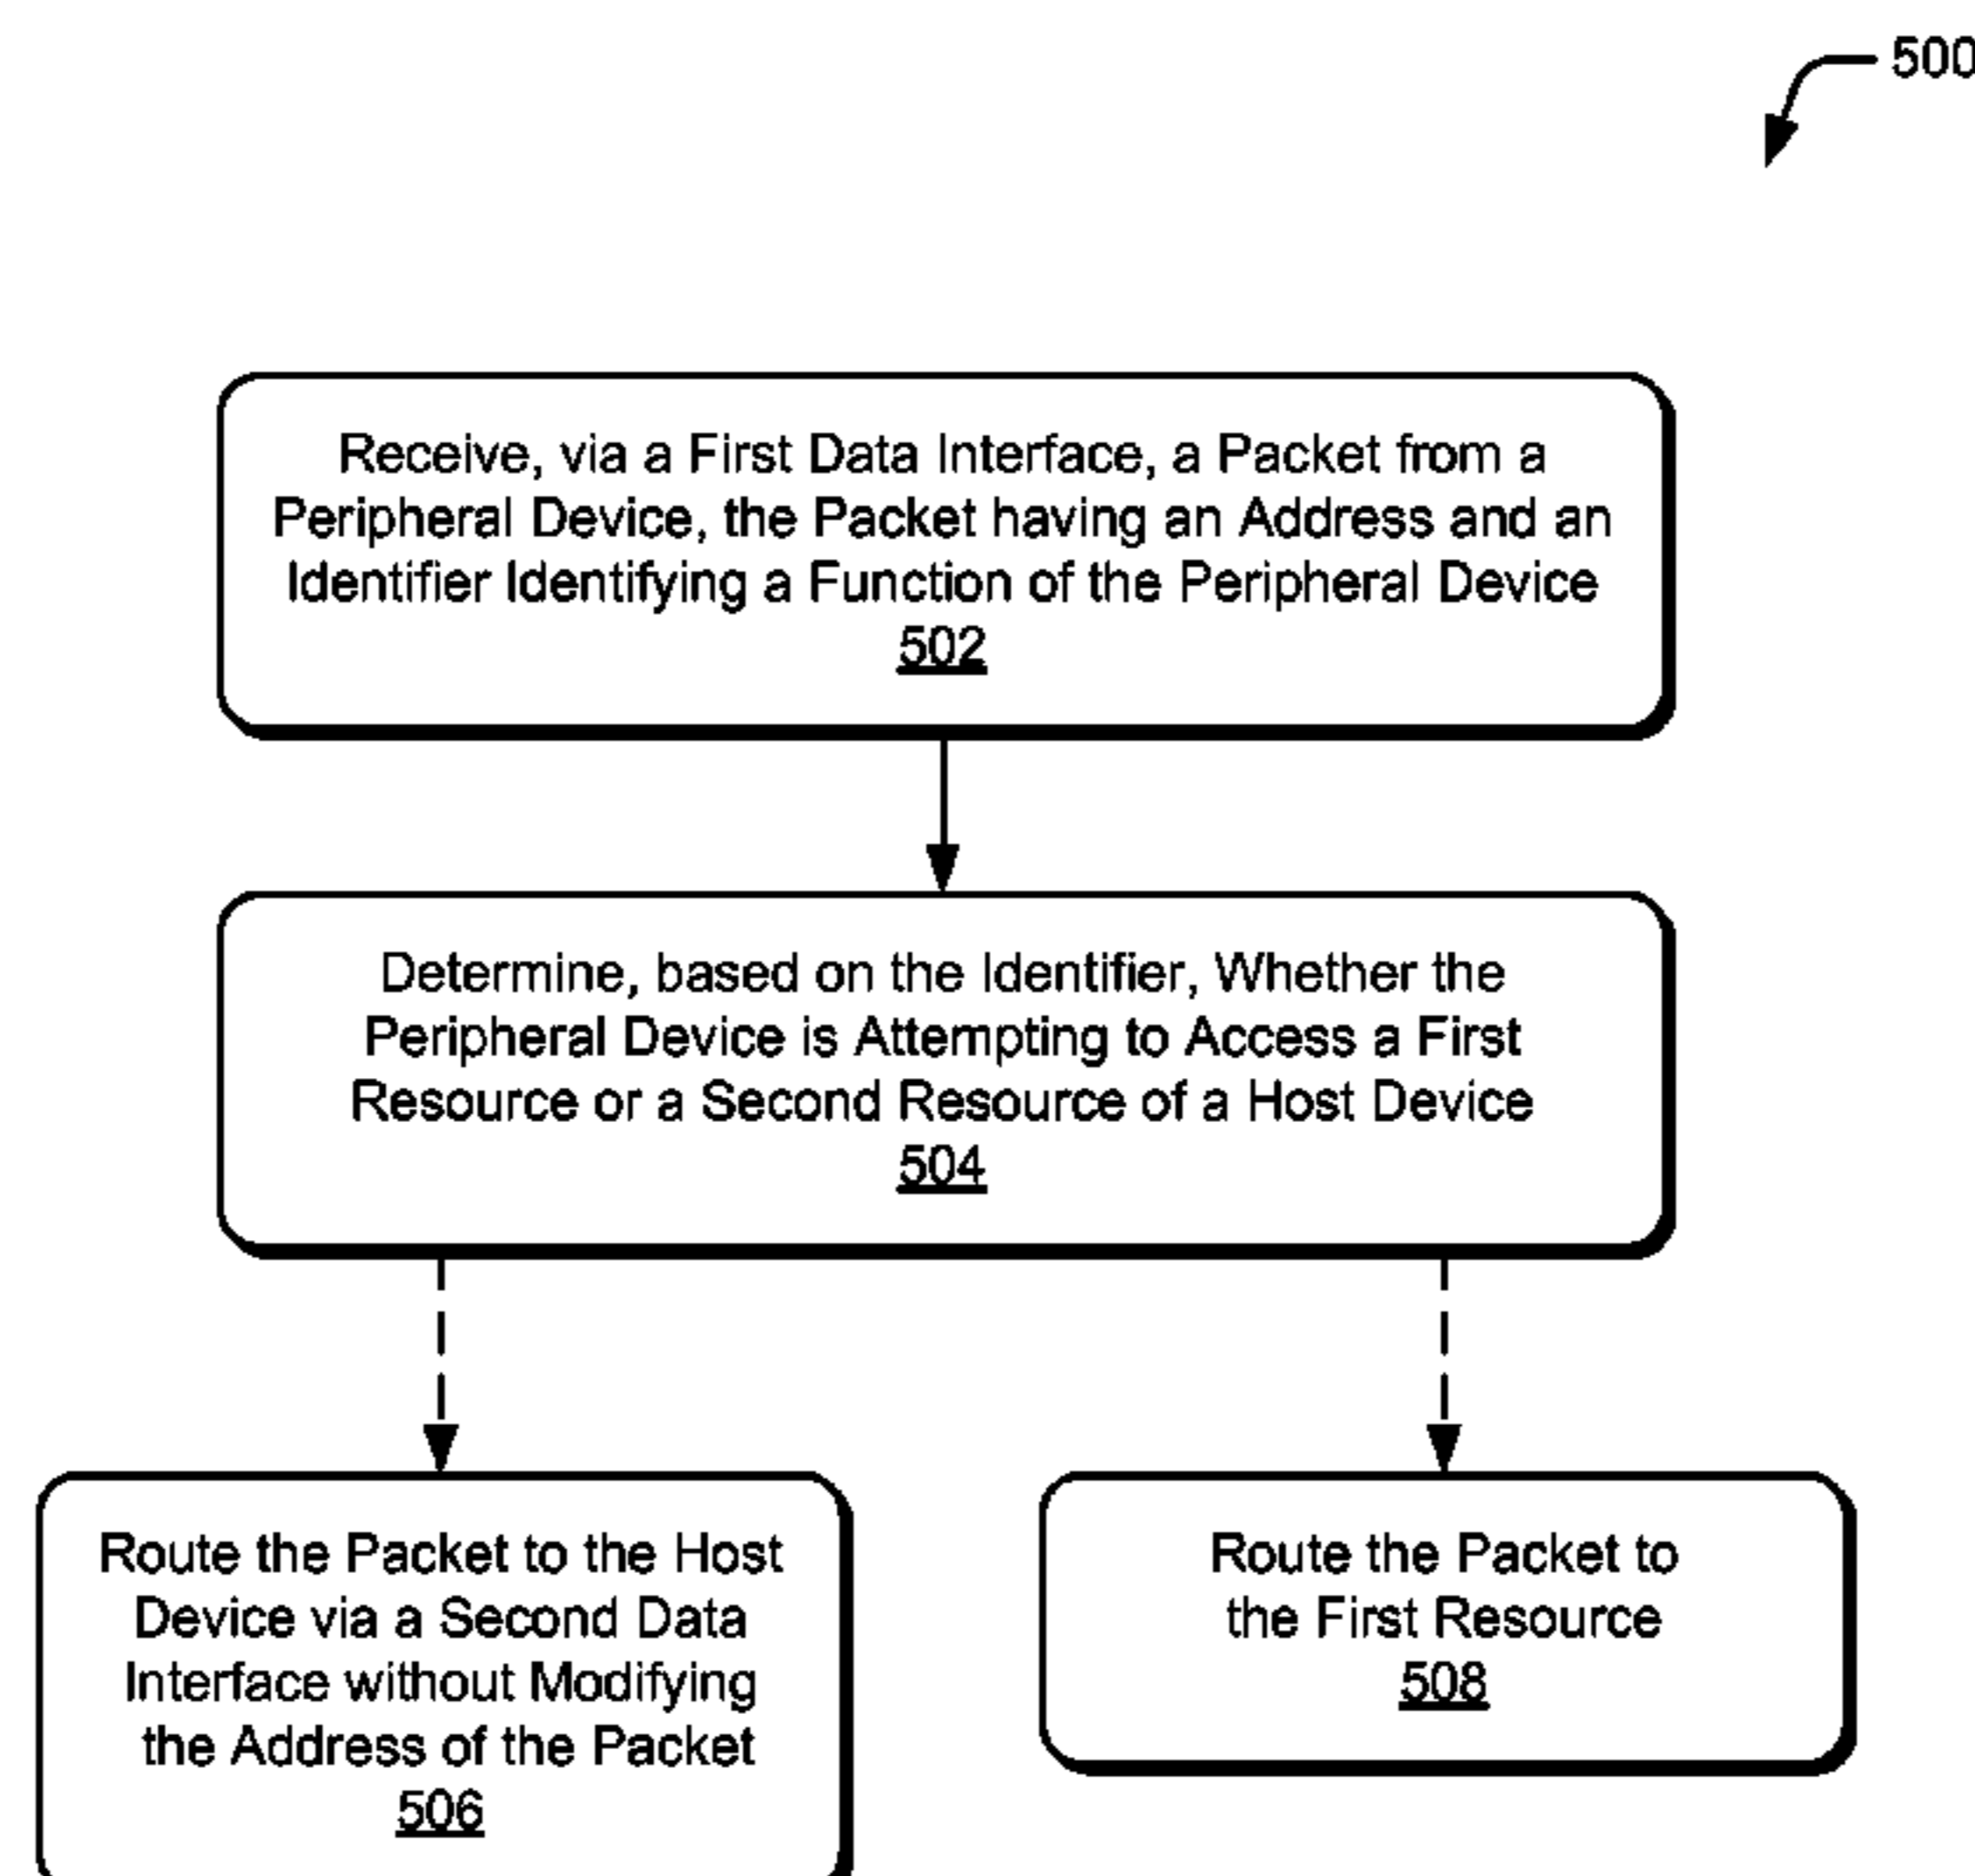 500
Receive, via a First Data Interface, a Packet from a
Peripheral Device, the Packet having an Address and an
Identifier Identifying a Function of the Peripheral Device
502
Determine, based on the Identifier, Whether the
Peripheral Device is Attempting to Access a First
Resource or a Second Resource of a Host Device
504
Route the Packet to the Host
Device via a Second Data
Interface without Modifying
the Address of the Packet
506
Route the Packet to
the First Resource
508